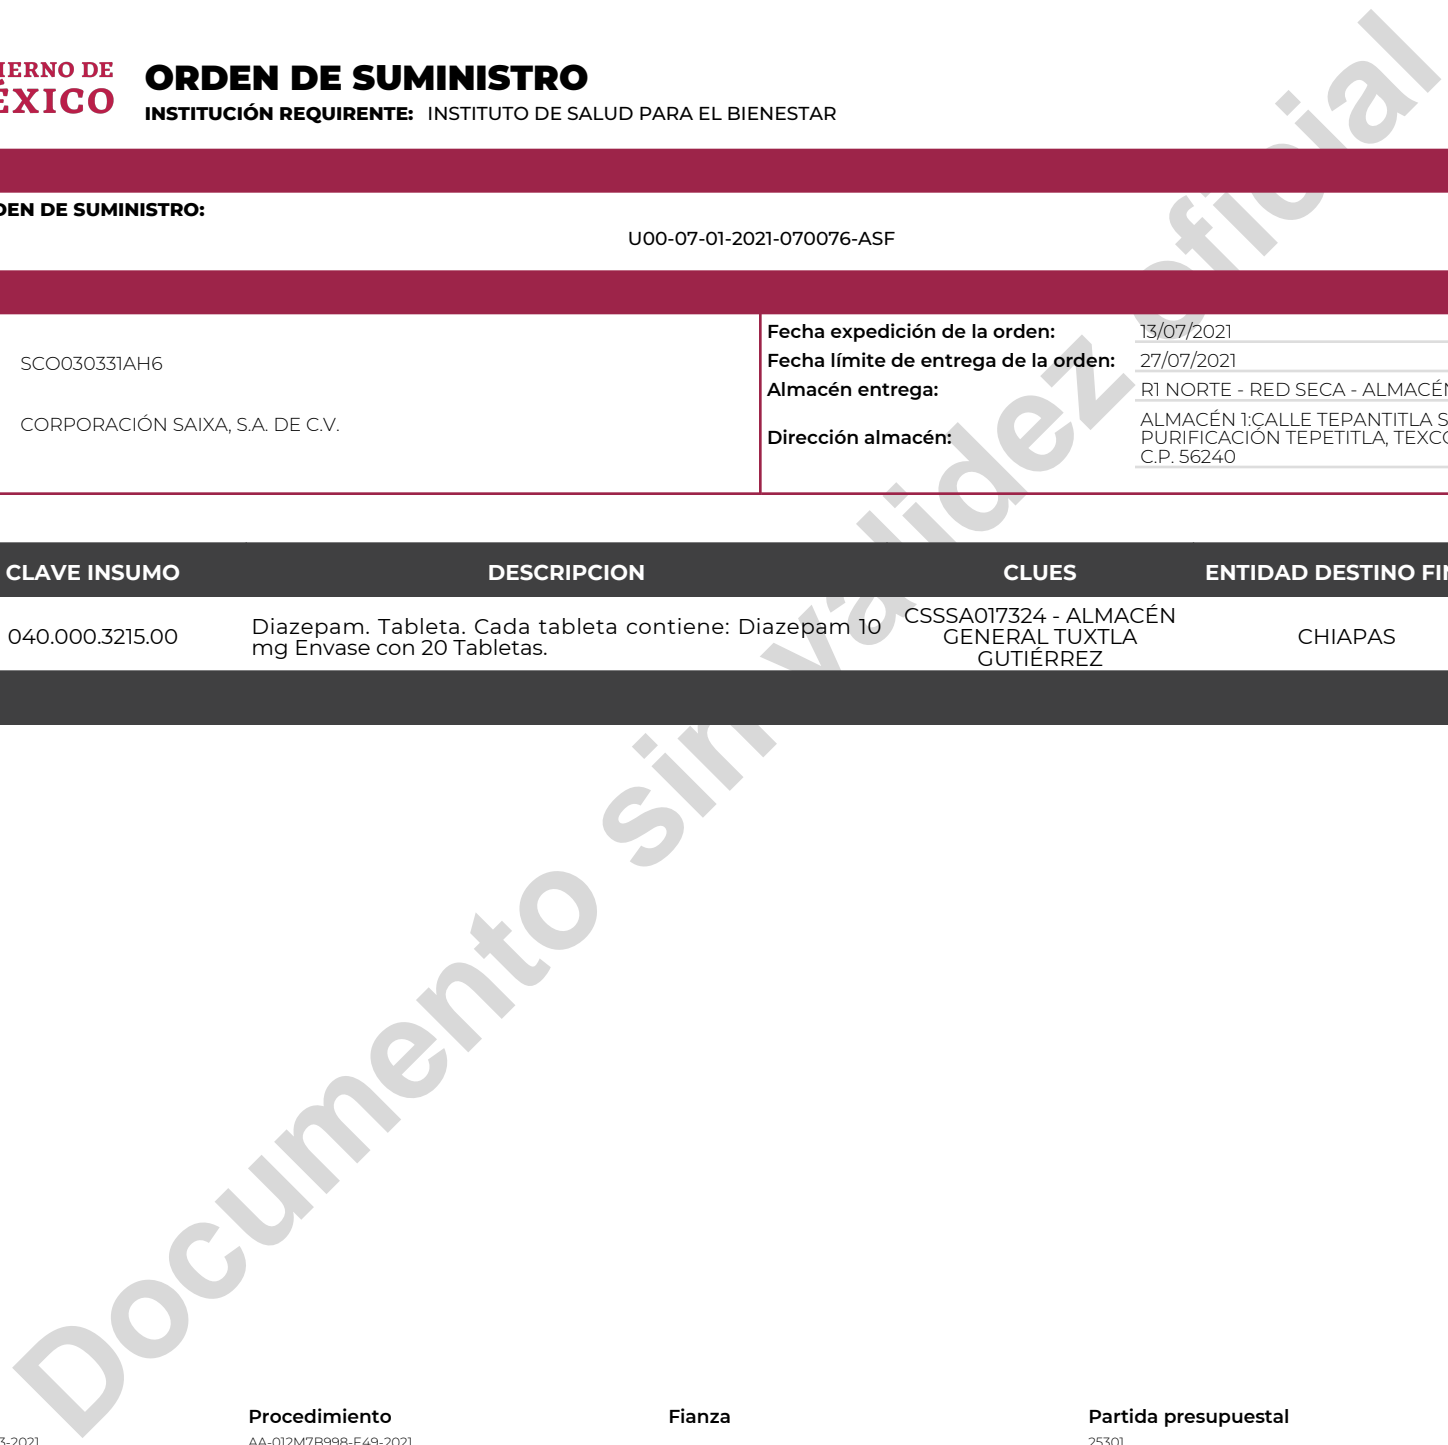 IERNO DE
ÉXICO
ORDEN DE SUMINISTRO
INSTITUCIÓN REQUIRENTE: INSTITUTO DE SALUD PARA EL BIENESTAR
DEN DE SUMINISTRO:
U00-07-01-2021-070076-ASF
SCO030331AH6
CORPORACIÓN SAIXA, S.A. DE C.V.
Fecha expedición de la orden: 13/07/2021
Fecha límite de entrega de la orden: 27/07/2021
Almacén entrega: R1 NORTE - RED SECA - ALMACÉN
Dirección almacén: ALMACÉN 1:CALLE TEPANTITLA S
PURIFICACIÓN TEPETITLA, TEXCO
C.P. 56240
CLAVE INSUMO DESCRIPCION CLUES ENTIDAD DESTINO FIN
040.000.3215.00
Diazepam. Tableta. Cada tableta contiene: Diazepam 10
mg Envase con 20 Tabletas.
CSSSA017324 - ALMACÉN
GENERAL TUXTLA
GUTIÉRREZ
CHIAPAS
Documento sin validez oficial
Procedimiento Fianza Partida presupuestal
3-2021 AA-012M7B998-E49-2021 25301